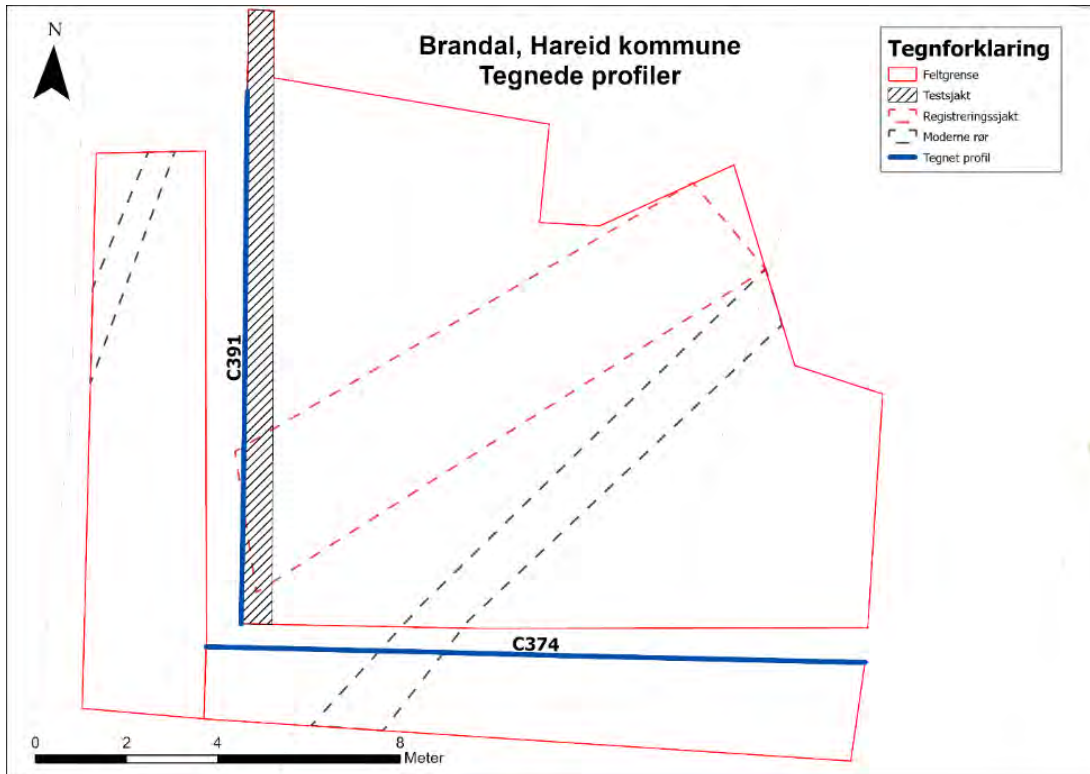 N
Brandal, Hareid kommune
Tegnede profiler
Tegnforklaring
Feltgrense
Testsjakt
Registreringssjakt
Moderne rør
Tegnet profil
C391
C374
0 2 4 8
Meter